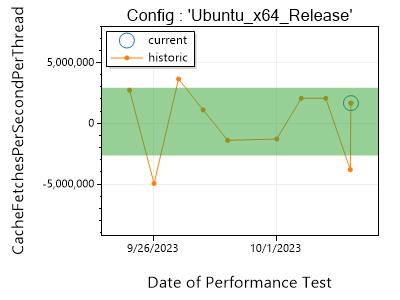 Config : 'Ubuntu_x64_Release'
CacheFetchesPerSecondPerThread
current
historic
5,000,000
0
-5,000,000
9/26/2023
10/1/2023
Date of Performance Test